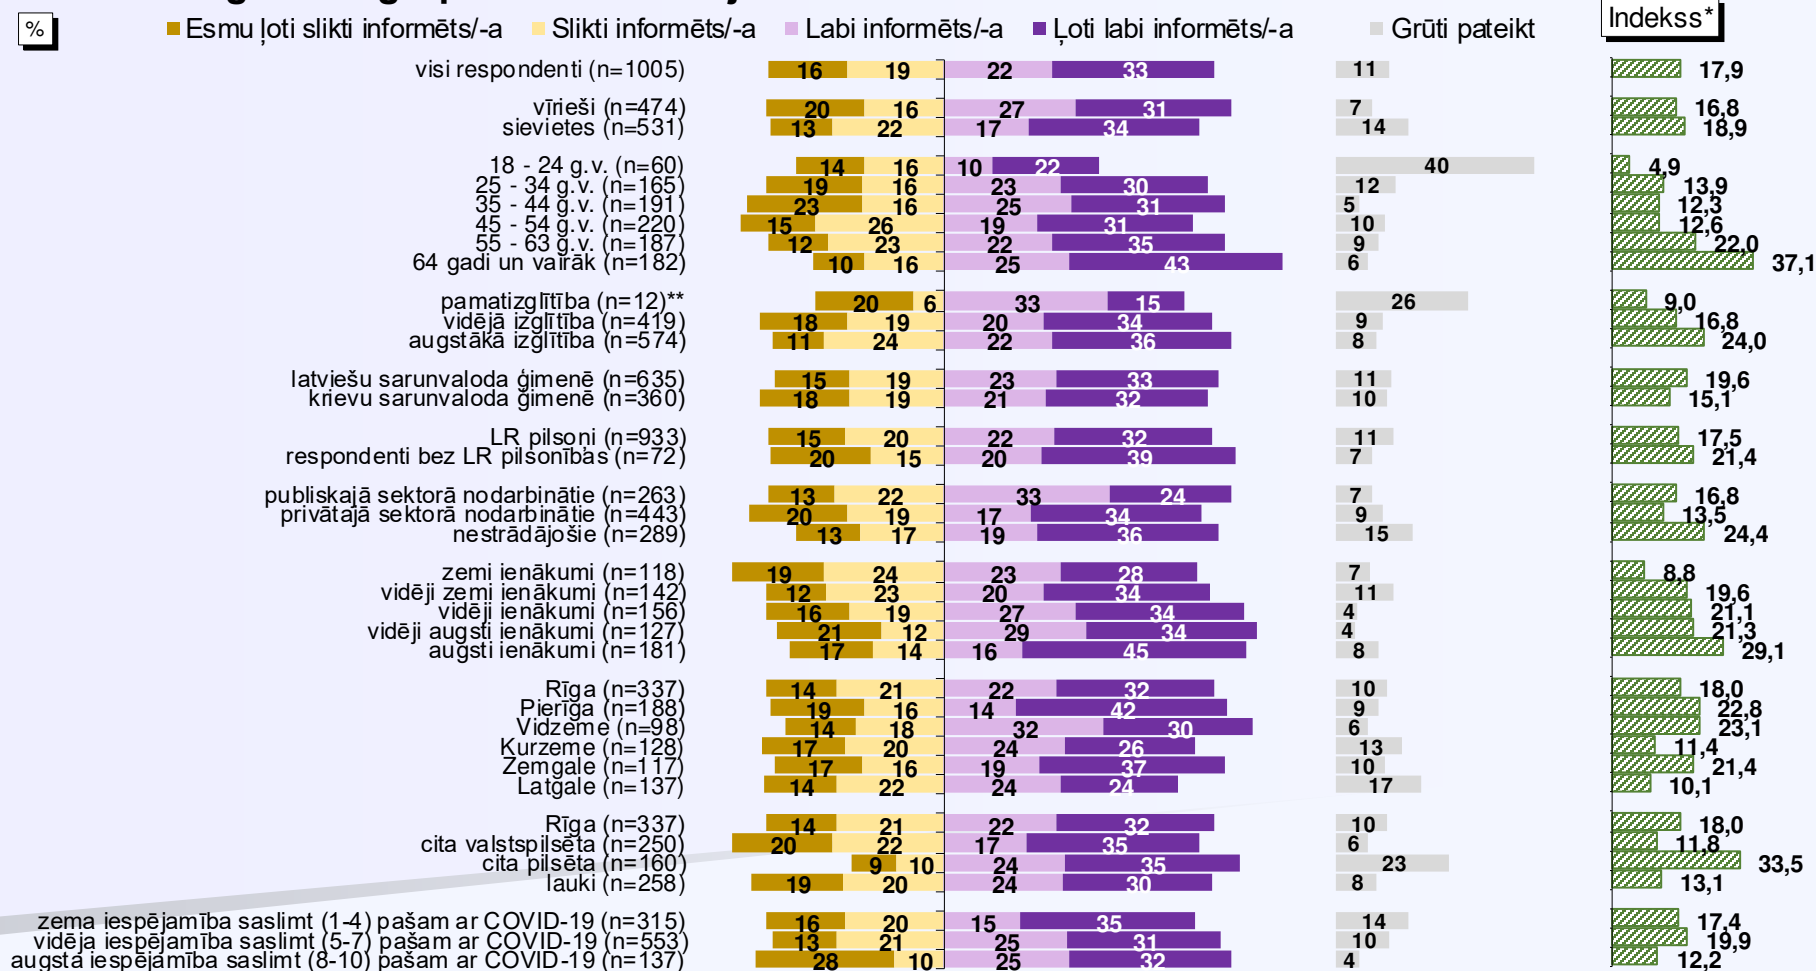 %
Esmu ļoti slikti informēts/-a Slikti informēts/-a Labi informēts/-a Ļoti labi informēts/-a Grūti pateikt Indekss*
visi respondenti (n=1005) 16 19 22 33 11 17,9
vīrieši (n=474) 20 16 27 31 7 16,8
sievietes (n=531) 13 22 17 34 14 18,9
18 - 24 g.v. (n=60) 14 16 10 22 40 4,9
25 - 34 g.v. (n=165) 19 16 23 30 12 13,9
35 - 44 g.v. (n=191) 23 16 25 31 5 12,3
45 - 54 g.v. (n=220) 15 26 19 31 10 12,6
55 - 63 g.v. (n=187) 12 23 22 35 9 22,0
64 gadi un vairāk (n=182) 10 16 25 43 6 37,1
pamatizglītība (n=12)** 20 6 33 15 26 9,0
vidējā izglītība (n=419) 18 19 20 34 9 16,8
augstākā izglītība (n=574) 11 24 22 36 8 24,0
latviešu sarunvaloda ģimenē (n=635) 15 19 23 33 11 19,6
krievu sarunvaloda ģimenē (n=360) 18 19 21 32 10 15,1
LR pilsoņi (n=933) 15 20 22 32 11 17,5
respondenti bez LR pilsonības (n=72) 20 15 20 39 7 21,4
publiskajā sektorā nodarbinātie (n=263) 13 22 33 24 7 16,8
privātajā sektorā nodarbinātie (n=443) 20 19 17 34 9 13,5
nestrādājošie (n=289) 13 17 19 36 15 24,4
zemi ienākumi (n=118) 19 24 23 28 7 8,8
vidēji zemi ienākumi (n=142) 12 23 20 34 11 19,6
vidēji ienākumi (n=156) 16 19 27 34 4 21,1
vidēji augsti ienākumi (n=127) 21 12 29 34 4 21,3
augsti ienākumi (n=181) 17 14 16 45 8 29,1
Rīga (n=337) 14 21 22 32 10 18,0
Pierīga (n=188) 19 16 14 42 9 22,8
Vidzeme (n=98) 14 18 32 30 6 23,1
Kurzeme (n=128) 17 20 24 26 13 11,4
Zemgale (n=117) 17 16 19 37 10 21,4
Latgale (n=137) 14 22 24 24 17 10,1
Rīga (n=337) 14 21 22 32 10 18,0
cita valstspilsēta (n=250) 20 22 17 35 6 11,8
cita pilsēta (n=160) 9 10 24 35 23 33,5
lauki (n=258) 19 20 24 30 8 13,1
zema iespējamība saslimt (1-4) pašam ar COVID-19 (n=315) 16 20 15 35 14 17,4
vidēja iespējamība saslimt (5-7) pašam ar COVID-19 (n=553) 13 21 25 31 10 19,9
augsta iespējamība saslimt (8-10) pašam ar COVID-19 (n=137) 28 10 25 32 4 12,2